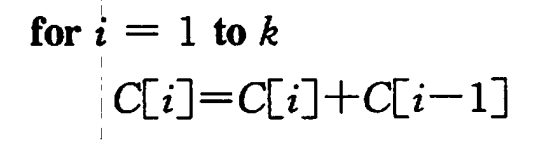 for i = 1 to k
C[i]=C[i]+C[i−1]